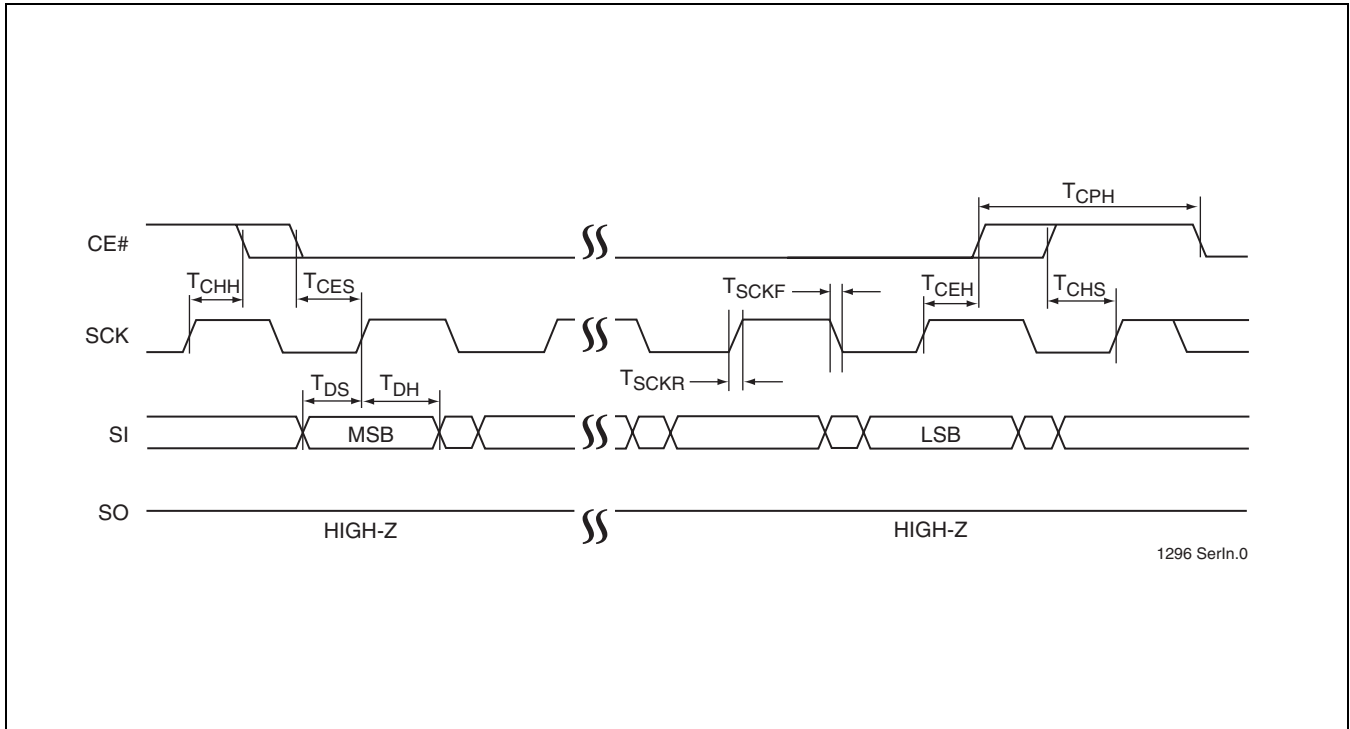 TCPH
CE#
TCHH
TCES
TSCKF
TCEH
TCHS
SCK
TSCKR
TDS
TDH
SI
MSB
LSB
SO
HIGH-Z
HIGH-Z
1296 SerIn.0